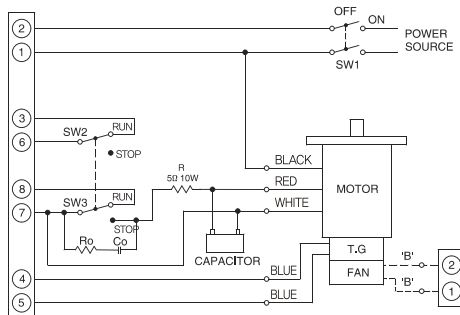 OFF
ON
2
POWER
SOURCE
1
SW1
3
RUN
SW2
6
STOP
BLACK
R
5Ω 10W
8
RUN
RED
MOTOR
SW3
7
WHITE
STOP
Ro
Co
CAPACITOR
T.G
'B'
2
4
BLUE
FAN
'B'
1
5
BLUE